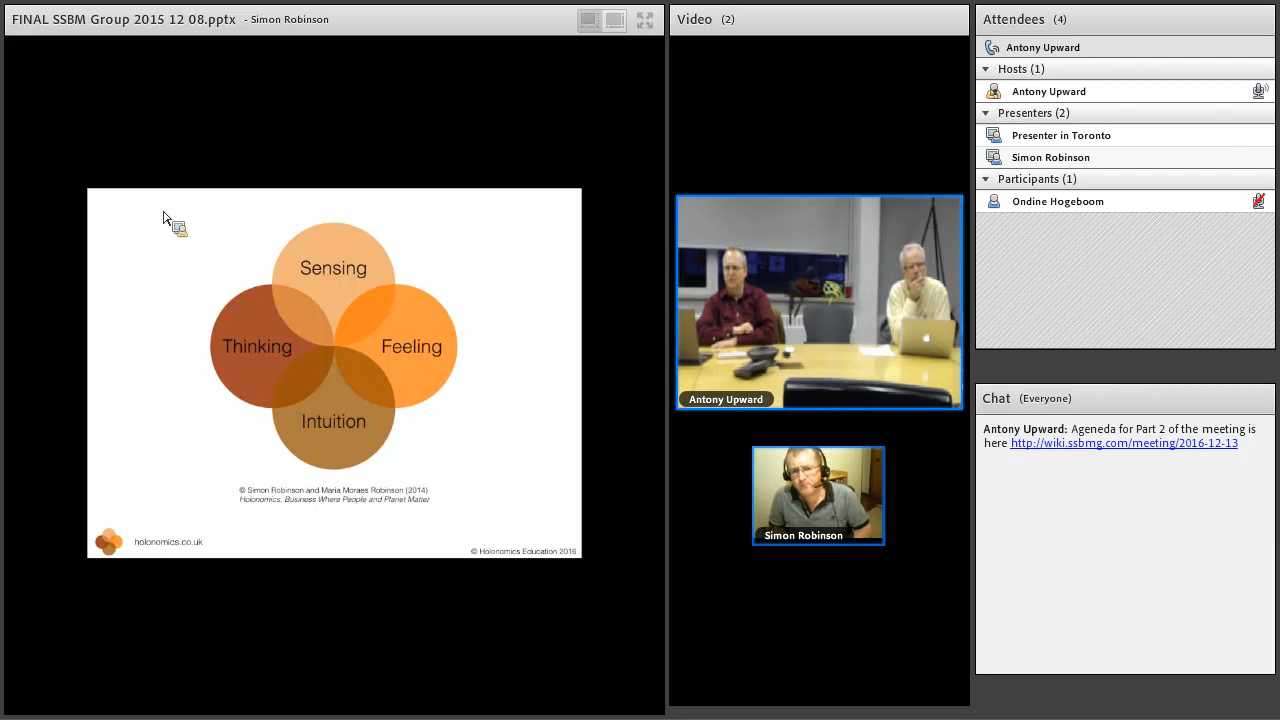 FINAL SSBM Group 2015 12 08.pptx - Simon Robinson
Sensing
Thinking
Feeling
Intuition
© Simon Robinson and Maria Moraes Robinson (2014)
Holonomics: Business Where People and Planet Matter
holonomics.co.uk
© Holonomics Education 2016
Video (2)
Antony Upward
Simon Robinson
Attendees (4)
Antony Upward
Hosts (1)
Antony Upward
Presenters (2)
Presenter in Toronto
Simon Robinson
Participants (1)
Ondine Hogeboom
Chat (Everyone)
Antony Upward: Ageneda for Part 2 of the meeting is
here http://wiki.ssbmg.com/meeting/2016-12-13